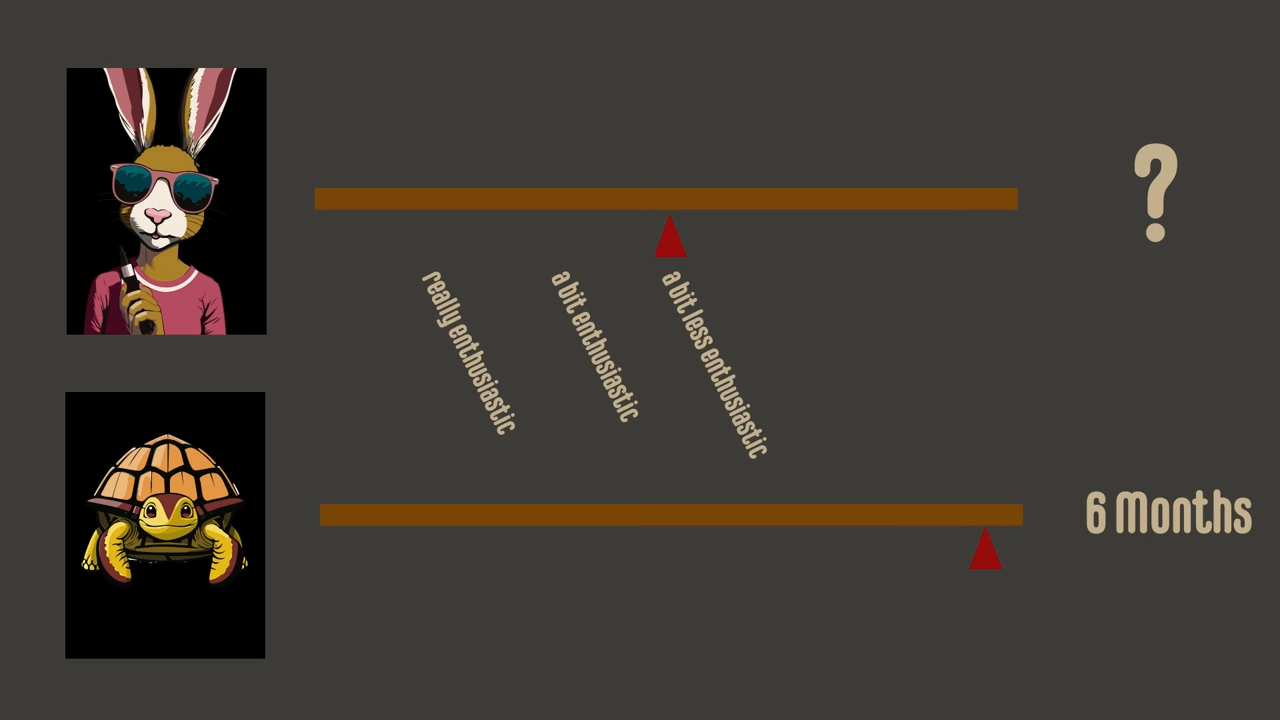 ?
really enthusiastic
a bit enthusiastic
a bit less enthusiastic
6 Months